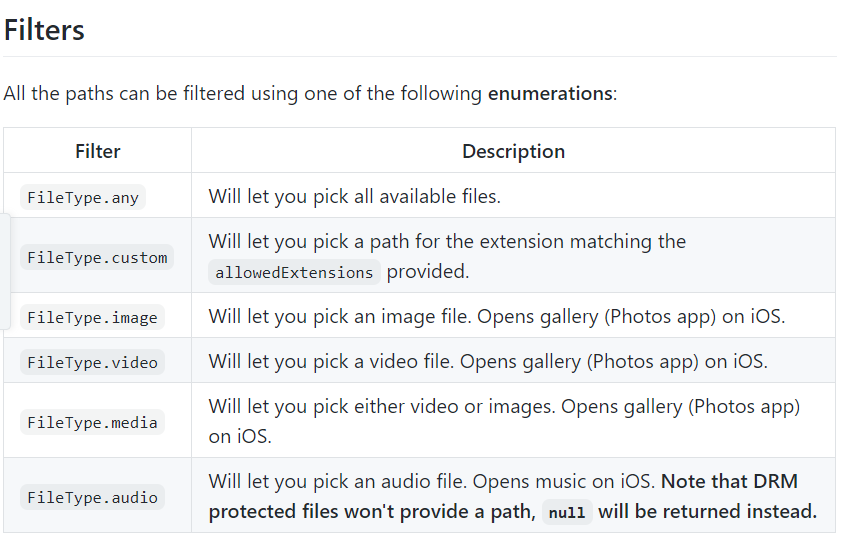 Filters
All the paths can be filtered using one of the following enumerations:
Filter Description
FileType.any Will let you pick all available files.
FileType.custom Will let you pick a path for the extension matching the
allowedExtensions provided.
FileType.image Will let you pick an image file. Opens gallery (Photos app) on iOS.
FileType.video Will let you pick a video file. Opens gallery (Photos app) on iOS.
FileType.media Will let you pick either video or images. Opens gallery (Photos app)
on iOS.
FileType.audio Will let you pick an audio file. Opens music on iOS. Note that DRM
protected files won't provide a path, null will be returned instead.